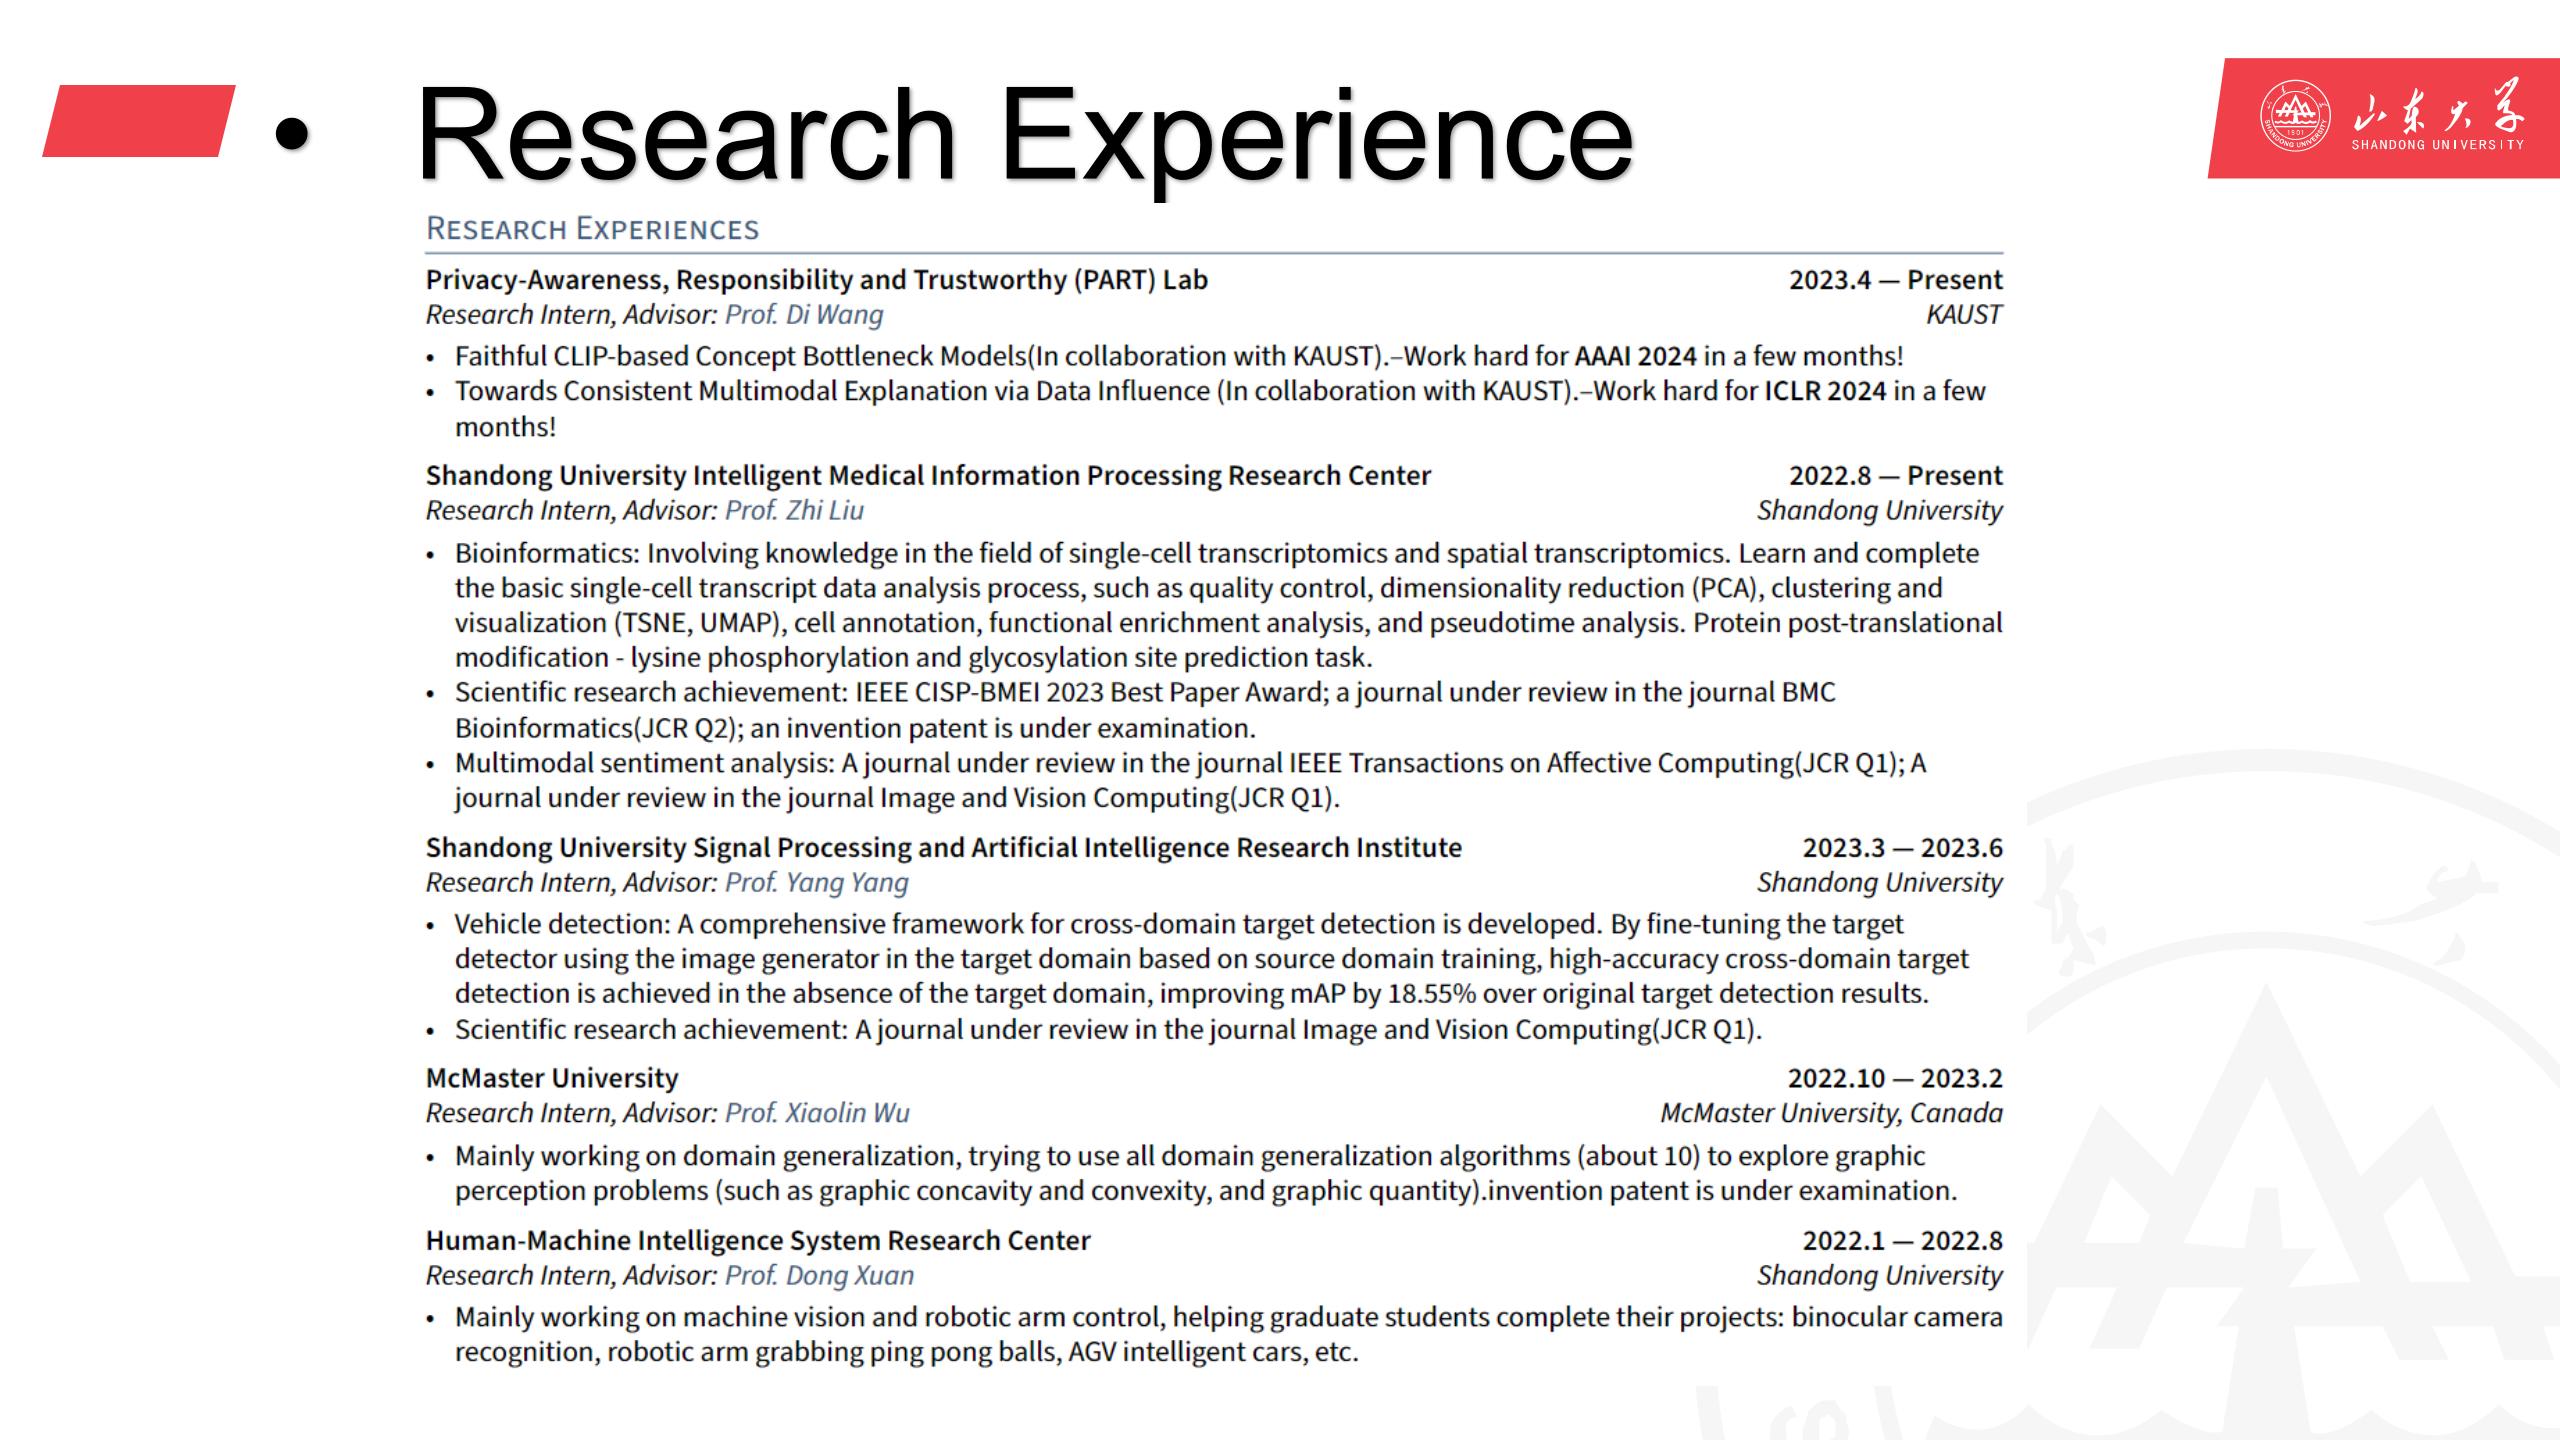 • Research Experience
山东大学
SHANDONG UNIVERSITY
1901
SHANDONG UNIVERSITY
RESEARCH EXPERIENCES
Privacy-Awareness, Responsibility and Trustworthy (PART) Lab 2023.4 — Present
Research Intern, Advisor: Prof. Di Wang KAUST
• Faithful CLIP-based Concept Bottleneck Models(In collaboration with KAUST).–Work hard for AAAI 2024 in a few months!
• Towards Consistent Multimodal Explanation via Data Influence (In collaboration with KAUST).–Work hard for ICLR 2024 in a few
months!
Shandong University Intelligent Medical Information Processing Research Center 2022.8 — Present
Research Intern, Advisor: Prof. Zhi Liu Shandong University
• Bioinformatics: Involving knowledge in the field of single-cell transcriptomics and spatial transcriptomics. Learn and complete
the basic single-cell transcript data analysis process, such as quality control, dimensionality reduction (PCA), clustering and
visualization (TSNE, UMAP), cell annotation, functional enrichment analysis, and pseudotime analysis. Protein post-translational
modification - lysine phosphorylation and glycosylation site prediction task.
• Scientific research achievement: IEEE CISP-BMEI 2023 Best Paper Award; a journal under review in the journal BMC
Bioinformatics(JCR Q2); an invention patent is under examination.
• Multimodal sentiment analysis: A journal under review in the journal IEEE Transactions on Affective Computing(JCR Q1); A
journal under review in the journal Image and Vision Computing(JCR Q1).
Shandong University Signal Processing and Artificial Intelligence Research Institute 2023.3 — 2023.6
Research Intern, Advisor: Prof. Yang Yang Shandong University
• Vehicle detection: A comprehensive framework for cross-domain target detection is developed. By fine-tuning the target
detector using the image generator in the target domain based on source domain training, high-accuracy cross-domain target
detection is achieved in the absence of the target domain, improving mAP by 18.55% over original target detection results.
• Scientific research achievement: A journal under review in the journal Image and Vision Computing(JCR Q1).
McMaster University 2022.10 — 2023.2
Research Intern, Advisor: Prof. Xiaolin Wu McMaster University, Canada
• Mainly working on domain generalization, trying to use all domain generalization algorithms (about 10) to explore graphic
perception problems (such as graphic concavity and convexity, and graphic quantity).invention patent is under examination.
Human-Machine Intelligence System Research Center 2022.1 — 2022.8
Research Intern, Advisor: Prof. Dong Xuan Shandong University
• Mainly working on machine vision and robotic arm control, helping graduate students complete their projects: binocular camera
recognition, robotic arm grabbing ping pong balls, AGV intelligent cars, etc.